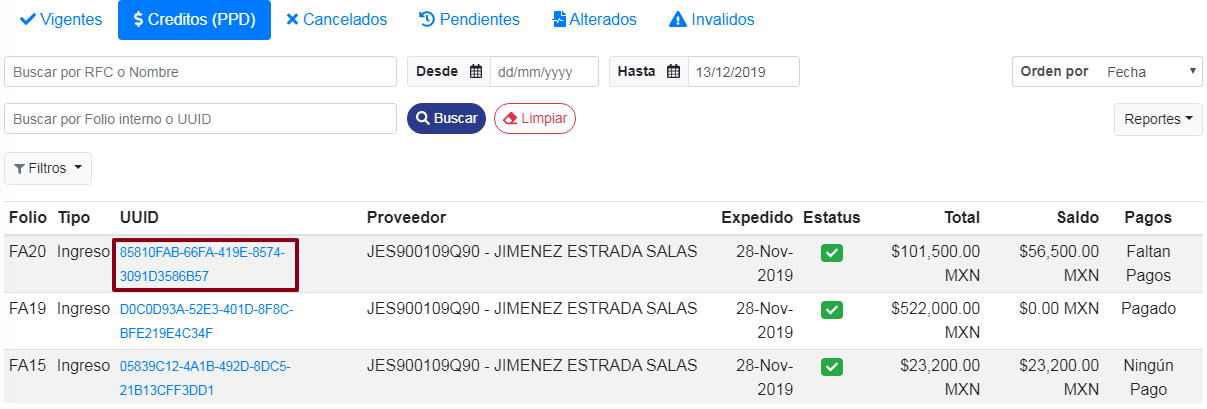 Vigentes $ Creditos (PPD) Cancelados Pendientes Alterados Invalidos
Buscar por RFC o Nombre Desde dd/mm/yyyy Hasta 13/12/2019 Orden por Fecha
Buscar por Folio interno o UUID Buscar Limpiar Reportes
Filtros
Folio Tipo UUID Proveedor Expedido Estatus Total Saldo Pagos
FA20 Ingreso 85810FAB-66FA-419E-8574- JES900109Q90 - JIMENEZ ESTRADA SALAS 28-Nov- $101,500.00 $56,500.00 Faltan
3091D3586B57 2019 MXN MXN Pagos
FA19 Ingreso D0C0D93A-52E3-401D-8F8C- JES900109Q90 - JIMENEZ ESTRADA SALAS 28-Nov- $522,000.00 $0.00 MXN Pagado
BFE219E4C34F 2019 MXN
FA15 Ingreso 05839C12-4A1B-492D-8DC5- JES900109Q90 - JIMENEZ ESTRADA SALAS 28-Nov- $23,200.00 $23,200.00 Ningún
21B13CFF3DD1 2019 MXN MXN Pago